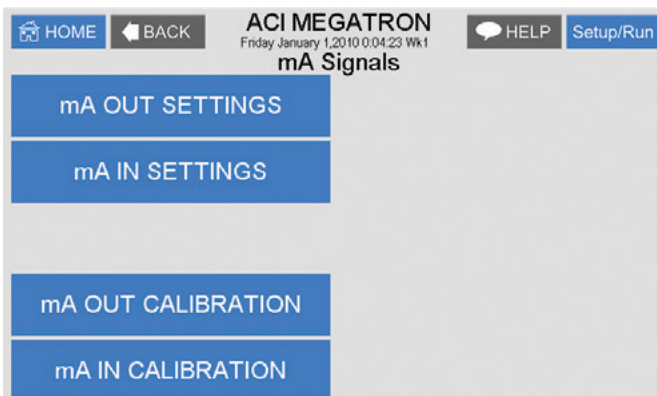 HOME
BACK
ACI MEGATRON
Friday January 1,2010 0:04:23 Wk1
mA Signals
HELP
Setup/Run
mA OUT SETTINGS
mA IN SETTINGS
mA OUT CALIBRATION
mA IN CALIBRATION